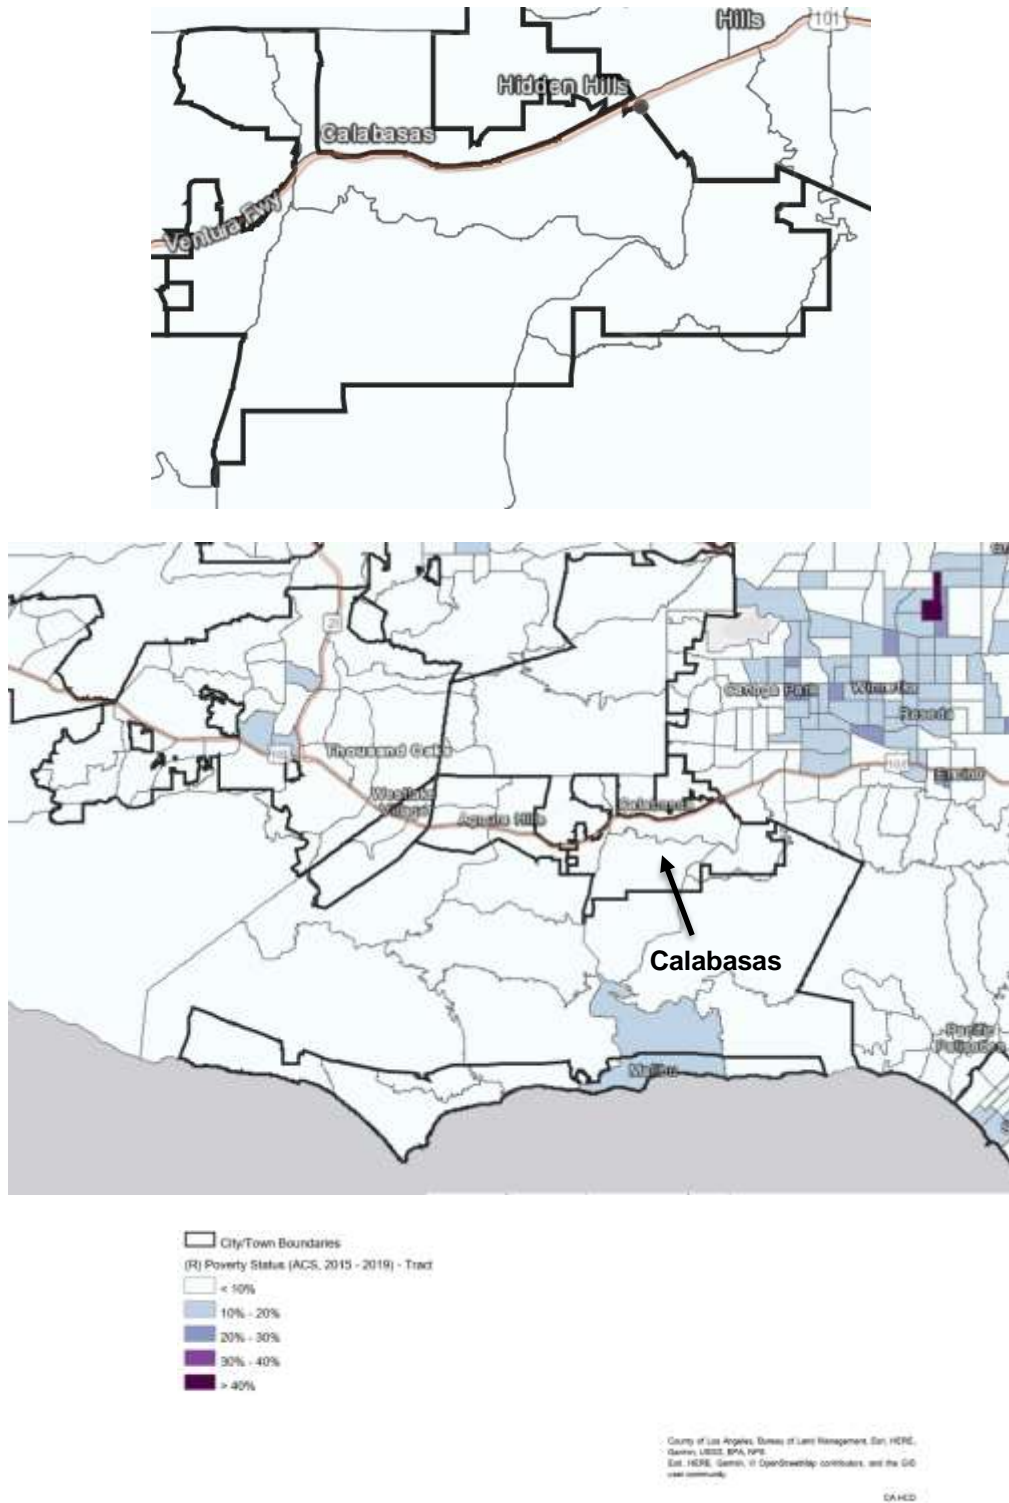 Hills
101
Hidden Hills
Calabasas
Ventura Fwy
23
Canoga Park
Winnetka
Reseda
101
Thousand Oaks
101
Encino
Westlake
Village
Calabasas
Agoura Hills
Calabasas
Pacific
Palisades
Malibu
City/Town Boundaries
(R) Poverty Status (ACS, 2015 - 2019) - Tract
< 10%
10% - 20%
20% - 30%
30% - 40%
> 40%
County of Los Angeles, Bureau of Land Management, Esri, HERE,
Garmin, USGS, EPA, NPS
Esri, HERE, Garmin, © OpenStreetMap contributors, and the GIS
user community
CA HCD